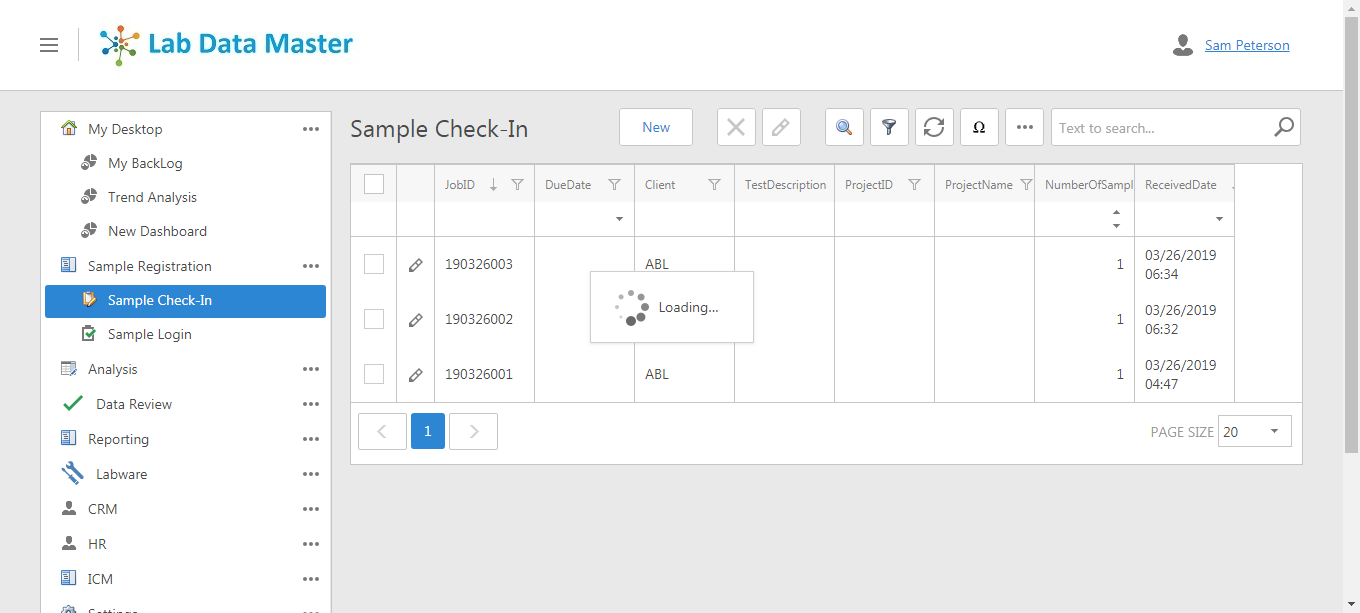 Lab Data Master
Sam Peterson
My Desktop
My BackLog
Trend Analysis
New Dashboard
Sample Registration
Sample Check-In
Sample Login
Analysis
Data Review
Reporting
Labware
CRM
HR
ICM
Settings
Sample Check-In
New
Ω
Text to search...
JobID DueDate Client TestDescription ProjectID ProjectName NumberOfSampl ReceivedDate
190326003 ABL 1 03/26/2019 06:34
190326002 1 03/26/2019 06:32
190326001 ABL 1 03/26/2019 04:47
Loading...
1
PAGE SIZE 20